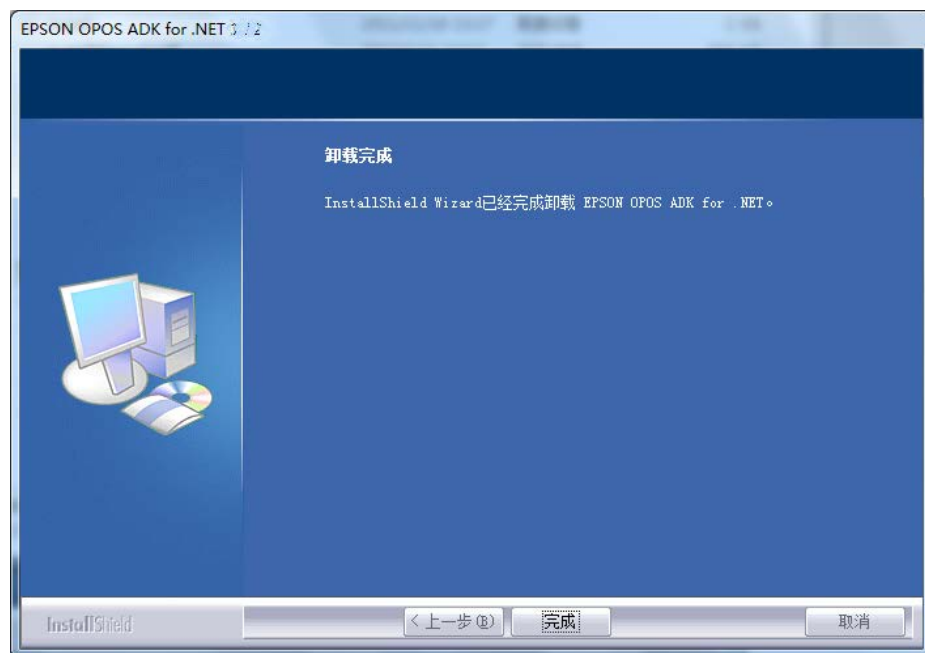 EPSON OPOS ADK for .NET
卸载完成
InstallShield Wizard已经完成卸载 EPSON OPOS ADK for .NET。
InstallShield
< 上一步(B)
完成
取消